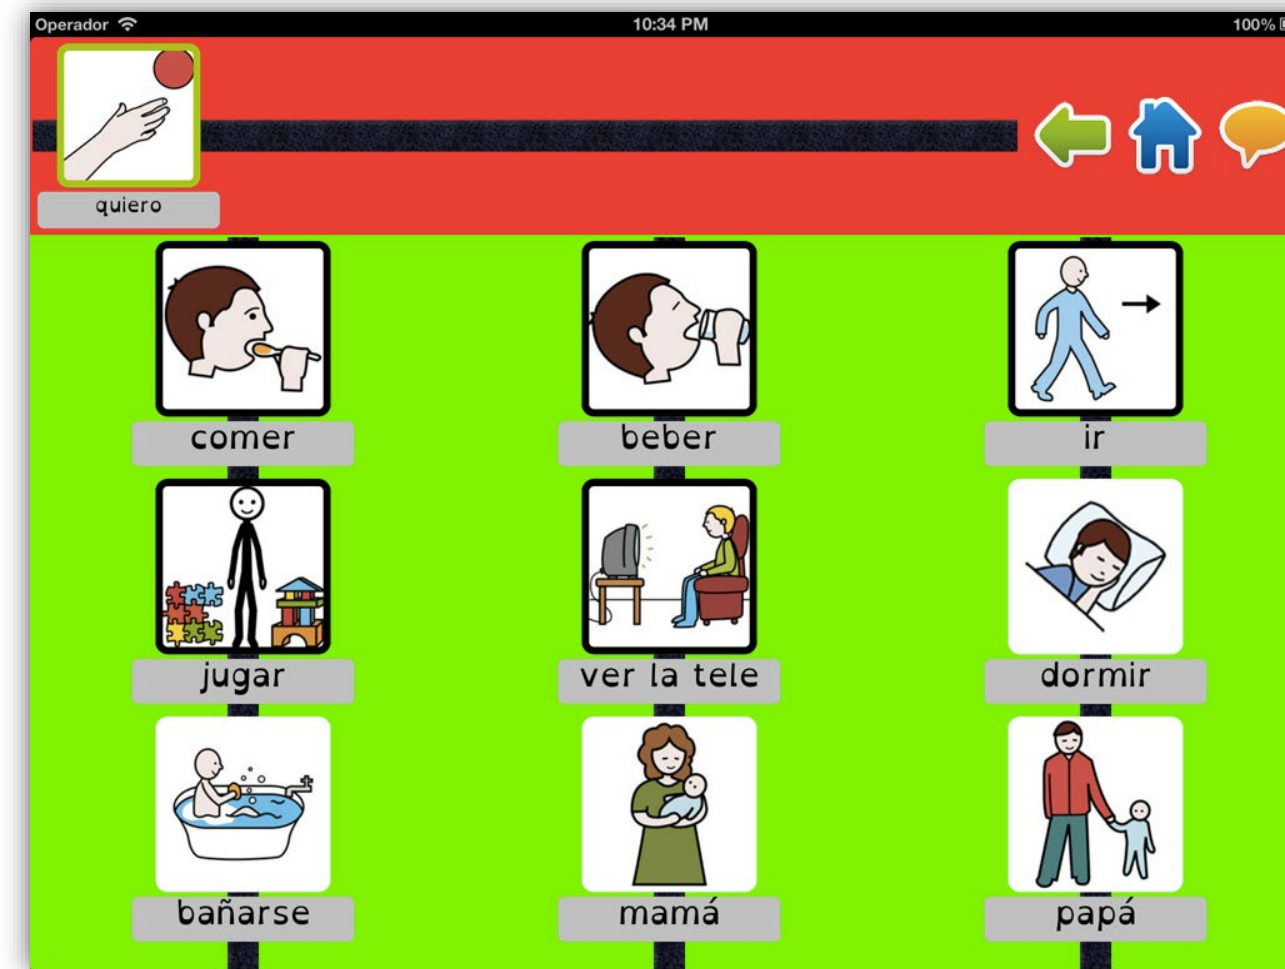 Operador 10:34 PM 100%
quiero
comer beber ir
jugar ver la tele dormir
bañarse mamá papá